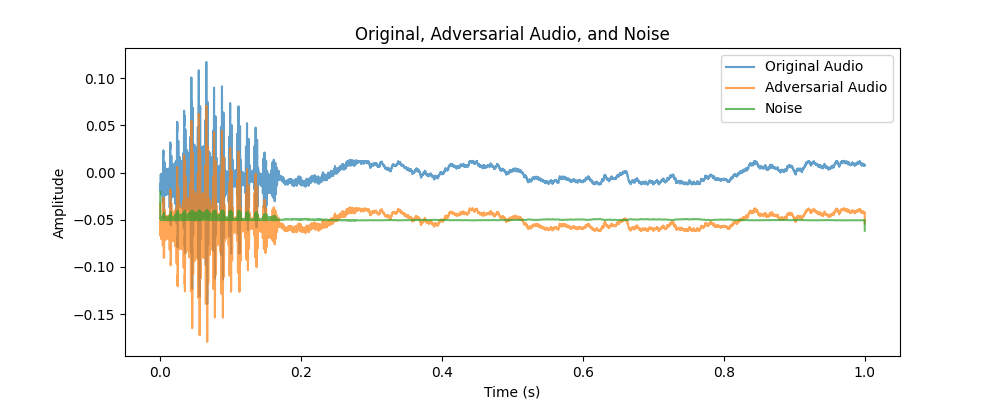 Original, Adversarial Audio, and Noise
Original Audio
Adversarial Audio
Noise
Amplitude
0.10
0.05
0.00
−0.05
−0.10
−0.15
0.0 0.2 0.4 0.6 0.8 1.0
Time (s)